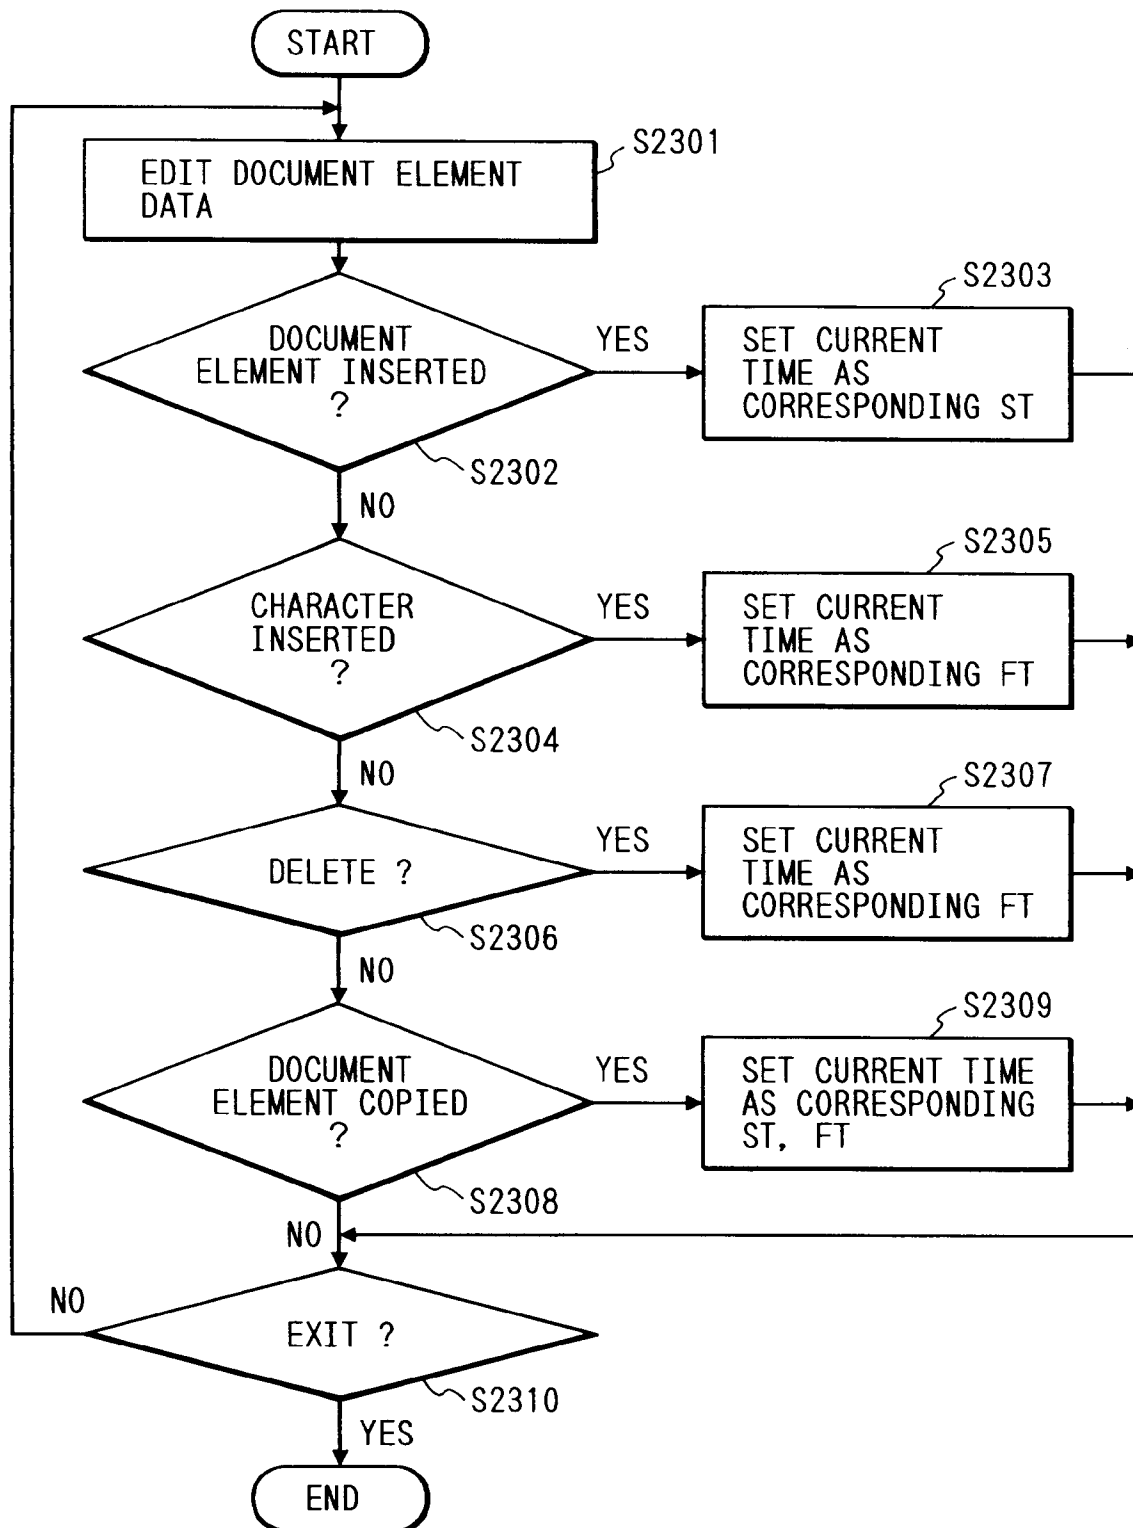 START
S2301
EDIT DOCUMENT ELEMENT
DATA
DOCUMENT
ELEMENT INSERTED
?
S2302
YES
S2303
SET CURRENT
TIME AS
CORRESPONDING ST
NO
CHARACTER
INSERTED
?
S2304
YES
S2305
SET CURRENT
TIME AS
CORRESPONDING FT
NO
DELETE ?
S2306
YES
S2307
SET CURRENT
TIME AS
CORRESPONDING FT
NO
DOCUMENT
ELEMENT COPIED
?
S2308
YES
S2309
SET CURRENT TIME
AS CORRESPONDING
ST, FT
NO
NO
EXIT ?
S2310
YES
END